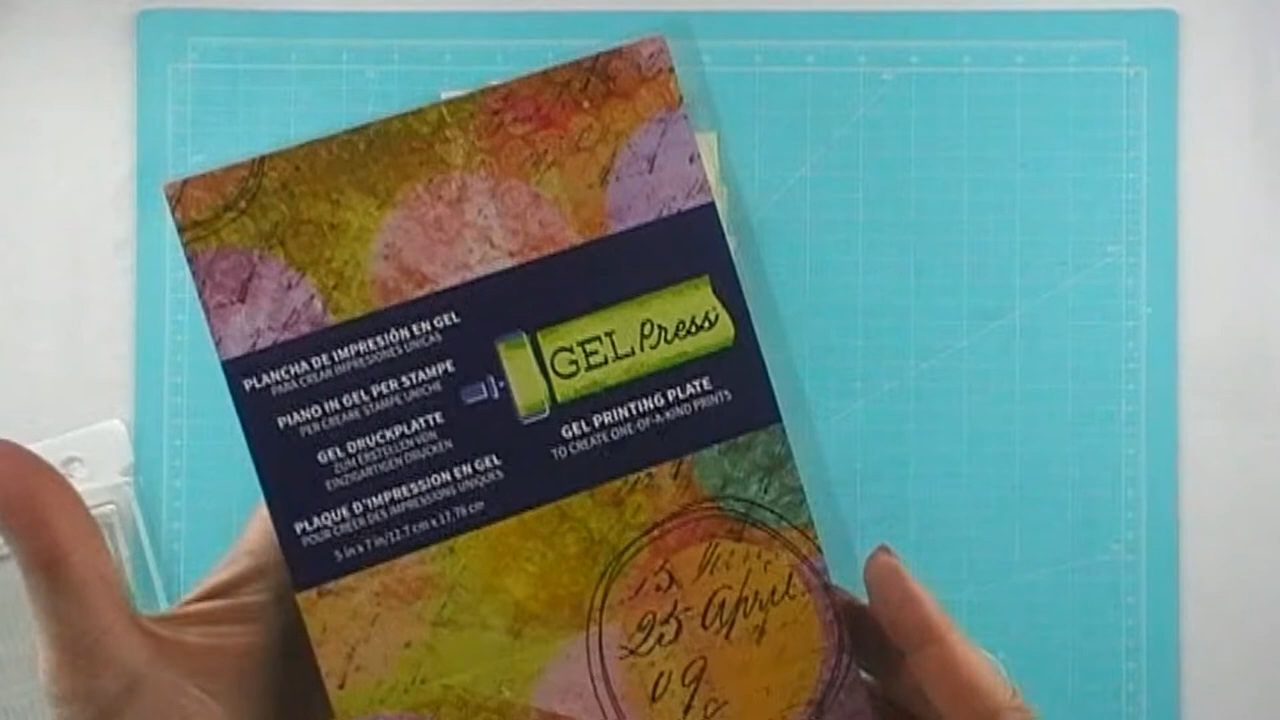 PLANCHA DE IMPRESIÓN EN GEL
PARA CREAR IMPRESIONES ÚNICAS
PIANO IN GEL PER STAMPE
PER CREARE STAMPE UNICHE
GEL DRUCKPLATTE
ZUM ERSTELLEN VON
EINZIGARTIGEN DRUCKEN
PLAQUE D'IMPRESSION EN GEL
POUR CRÉER DES IMPRESSIONS UNIQUES
5 in x 7 in/12.7 cm x 17.78 cm
GEL Press
GEL PRINTING PLATE
TO CREATE ONE-OF-A-KIND PRINTS
25 April
09